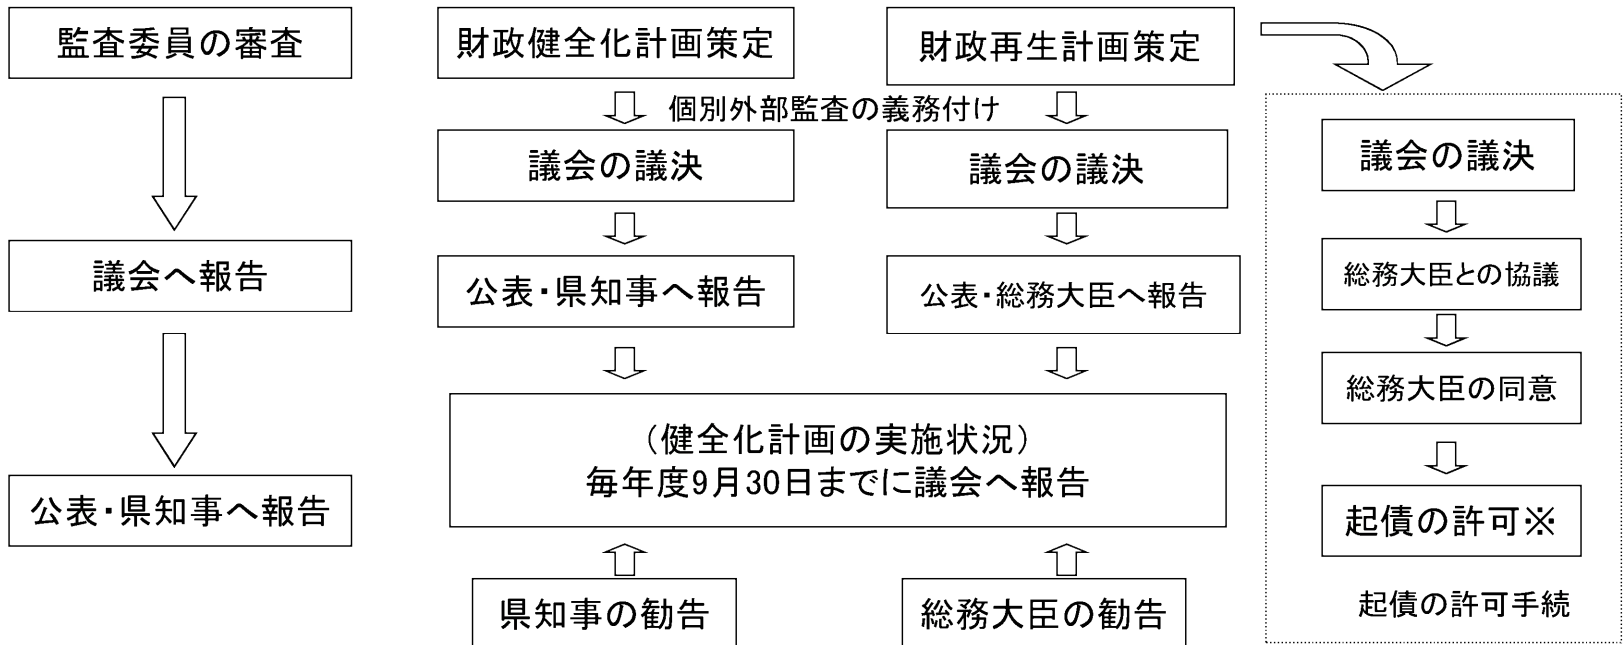 監査委員の審査
議会へ報告
公表・県知事へ報告
財政健全化計画策定
財政再生計画策定
個別外部監査の義務付け
議会の議決
議会の議決
公表・県知事へ報告
公表・総務大臣へ報告
（健全化計画の実施状況）
毎年度9月30日までに議会へ報告
県知事の勧告
総務大臣の勧告
議会の議決
総務大臣との協議
総務大臣の同意
起債の許可※
起債の許可手続